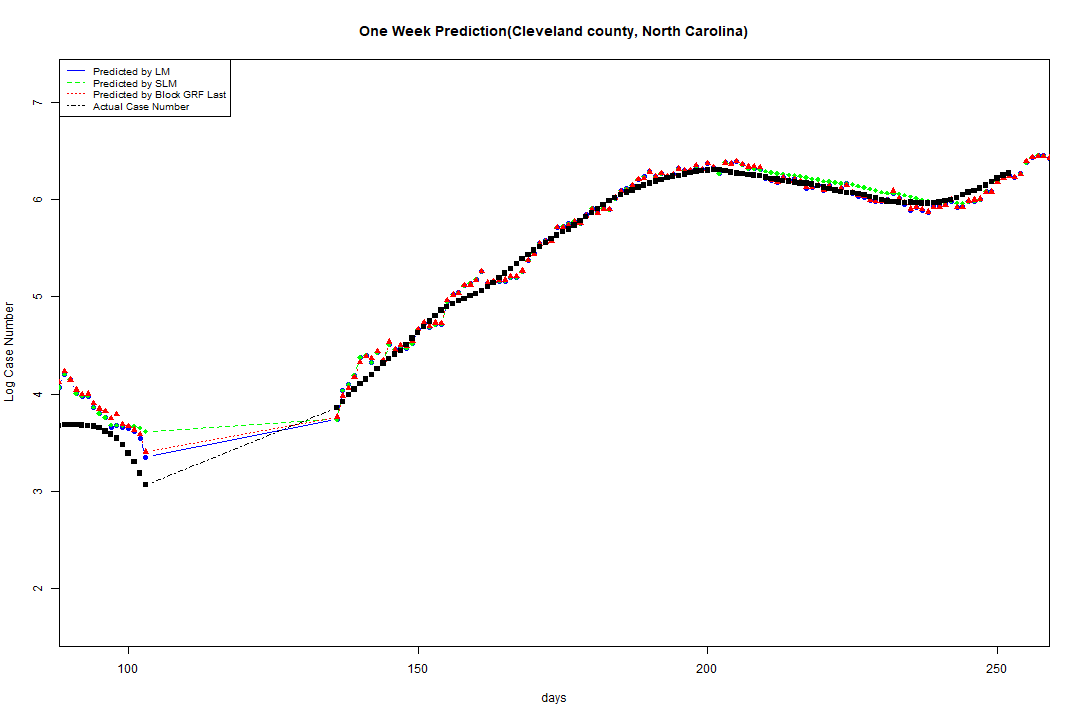 One Week Prediction(Cleveland county, North Carolina)
Predicted by LM
Predicted by SLM
Predicted by Block GRF Last
Actual Case Number
7
6
5
4
3
2
Log Case Number
100 150 200 250
days